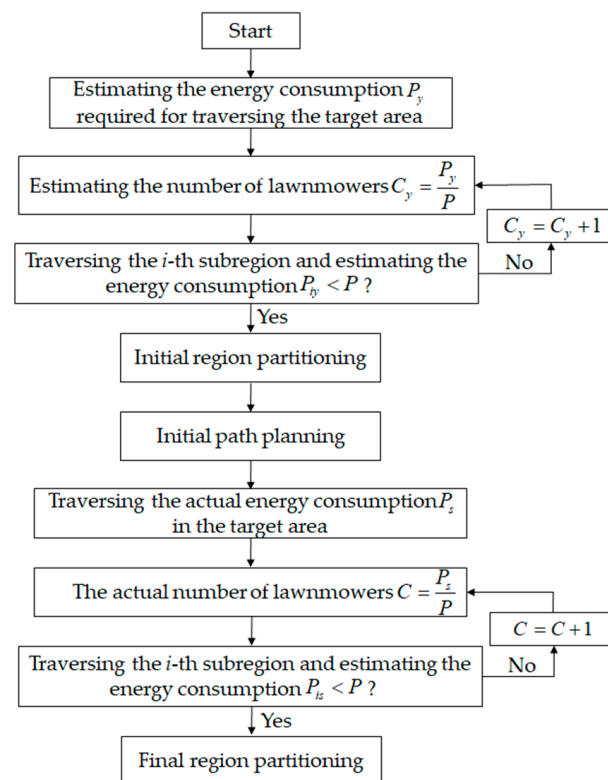 Start
Estimating the energy consumption P_y
required for traversing the target area
Estimating the number of lawnmowers C_y = P_y / P
C_y = C_y +1
Traversing the i-th subregion and estimating the
energy consumption P_iy < P ?
No
Yes
Initial region partitioning
Initial path planning
Traversing the actual energy consumption P_s
in the target area
The actual number of lawnmowers C = P_s / P
C = C +1
Traversing the i-th subregion and estimating the
energy consumption P_is < P ?
No
Yes
Final region partitioning